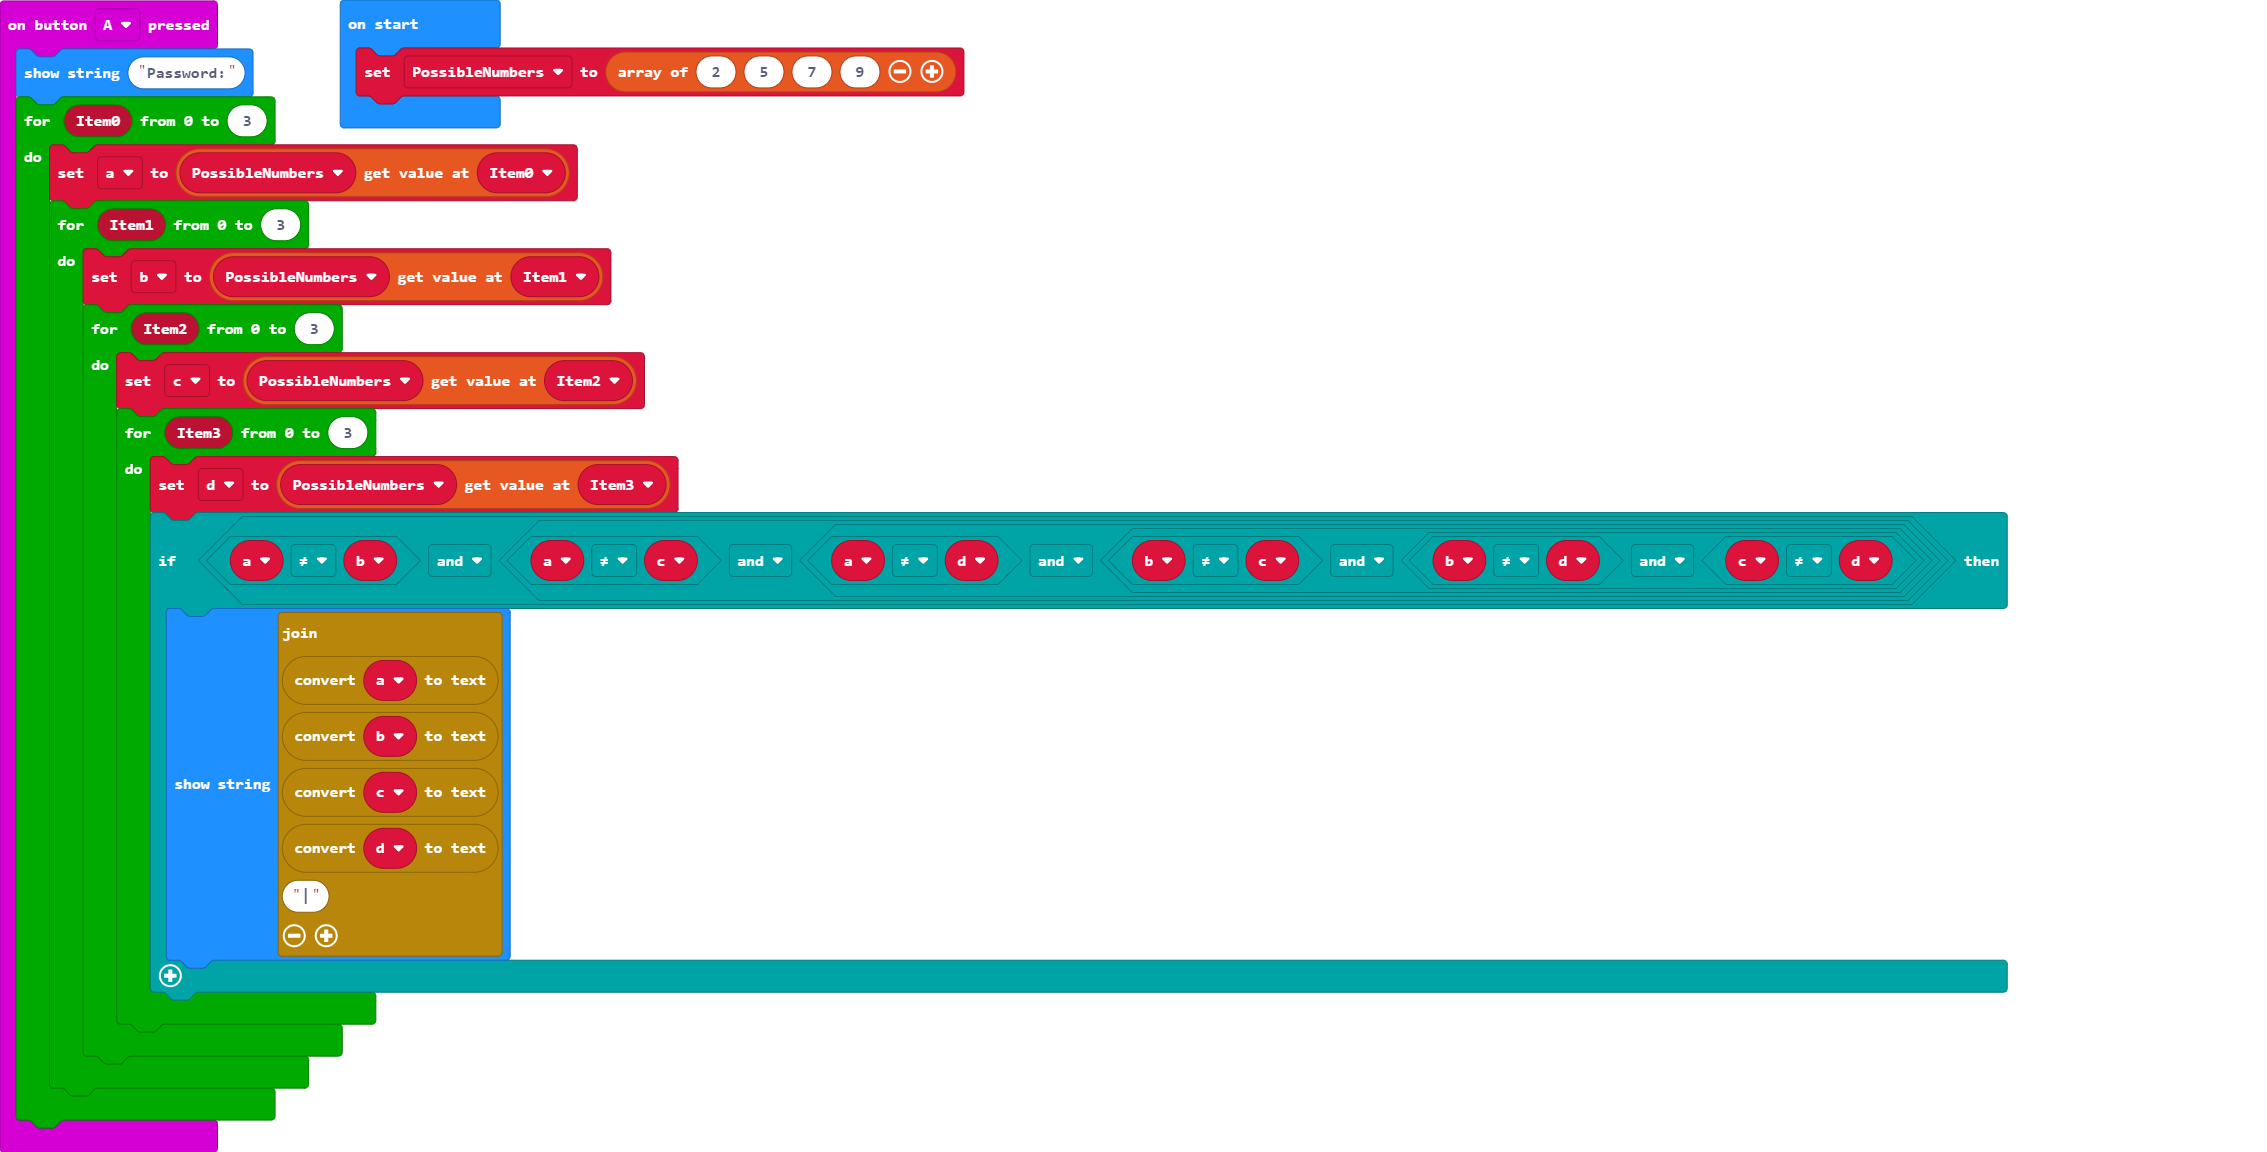 on button A pressed
show string "Password:"
for Item0 from 0 to 3
do
set a to PossibleNumbers get value at Item0
for Item1 from 0 to 3
do
set b to PossibleNumbers get value at Item1
for Item2 from 0 to 3
do
set c to PossibleNumbers get value at Item2
for Item3 from 0 to 3
do
set d to PossibleNumbers get value at Item3
if a ≠ b and a ≠ c and a ≠ d and b ≠ c and b ≠ d and c ≠ d then
show string
join
convert a to text
convert b to text
convert c to text
convert d to text
"|"
on start
set PossibleNumbers to array of 2 5 7 9